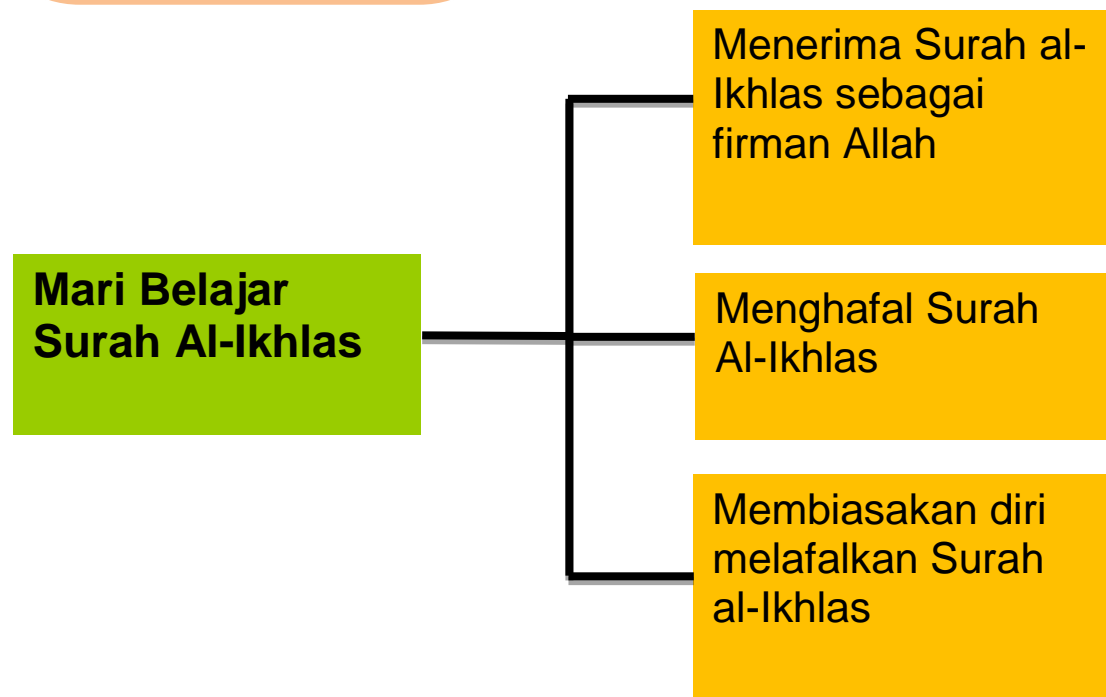 Menerima Surah al-
Ikhlas sebagai
firman Allah
Mari Belajar
Surah Al-Ikhlas
Menghafal Surah
Al-Ikhlas
Membiasakan diri
melafalkan Surah
al-Ikhlas